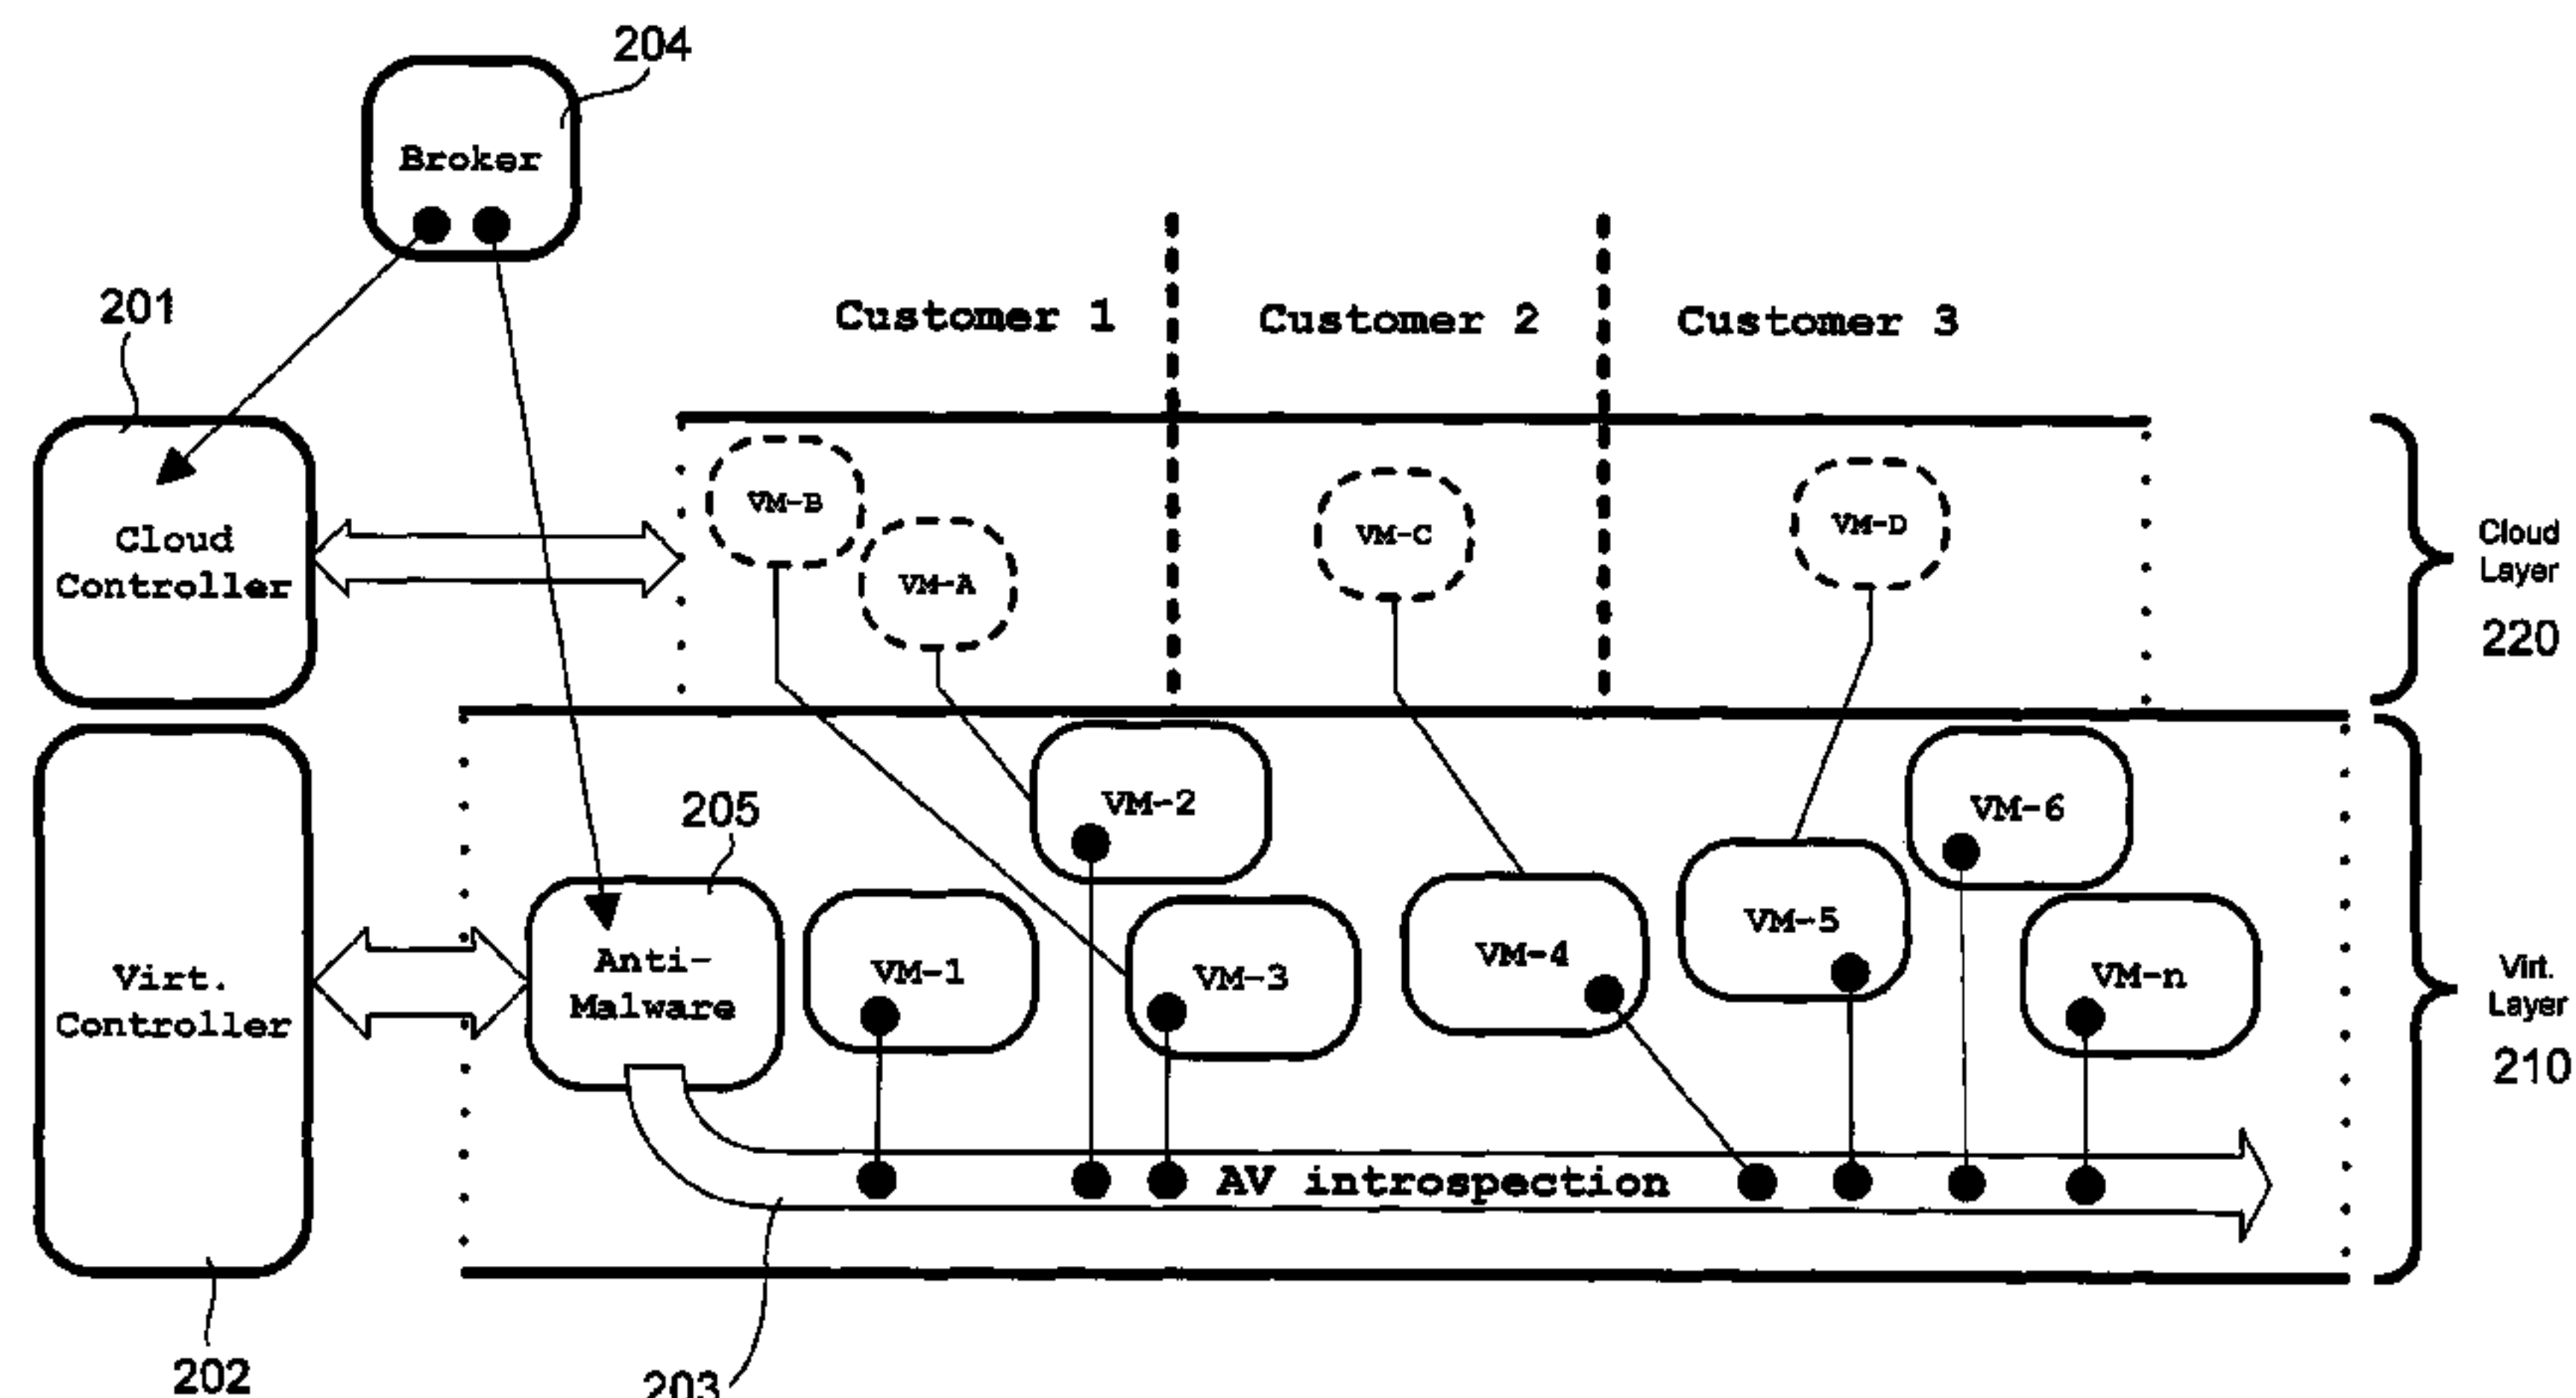 204
Broker
201
Customer 1
Customer 2
Customer 3
VM-B
VM-A
VM-C
VM-D
Cloud
Controller
Cloud
Layer
220
VM-2
VM-6
205
VM-1
VM-3
VM-4
VM-5
VM-n
Anti-
Malware
Virt.
Controller
Virt.
Layer
210
AV introspection
202
203